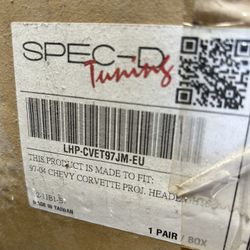 SPEC-D
Tuning
LHP-CVET97JM-EU
THIS PRODUCT IS MADE TO FIT:
97-04 CHEVY CORVETTE PROJ. HEADL
MADE IN TAIWAN
1 PAIR / BOX